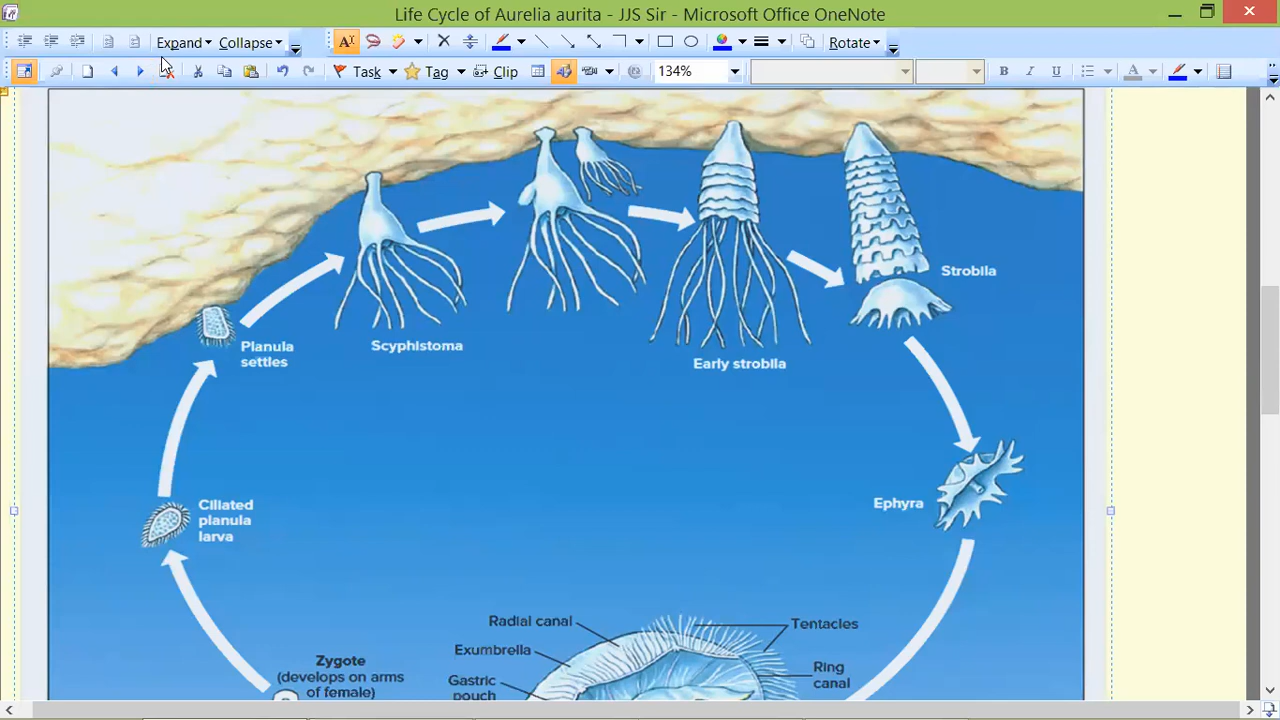 Life Cycle of Aurelia aurita - JJS Sir - Microsoft Office OneNote
Expand Collapse Rotate
Task Tag Clip 134% B I U A
Strobila
Planula
settles
Scyphistoma
Early strobila
Ciliated
planula
larva
Ephyra
Radial canal
Tentacles
Exumbrella
Zygote
(develops on arms
of female)
Ring
canal
Gastric
pouch